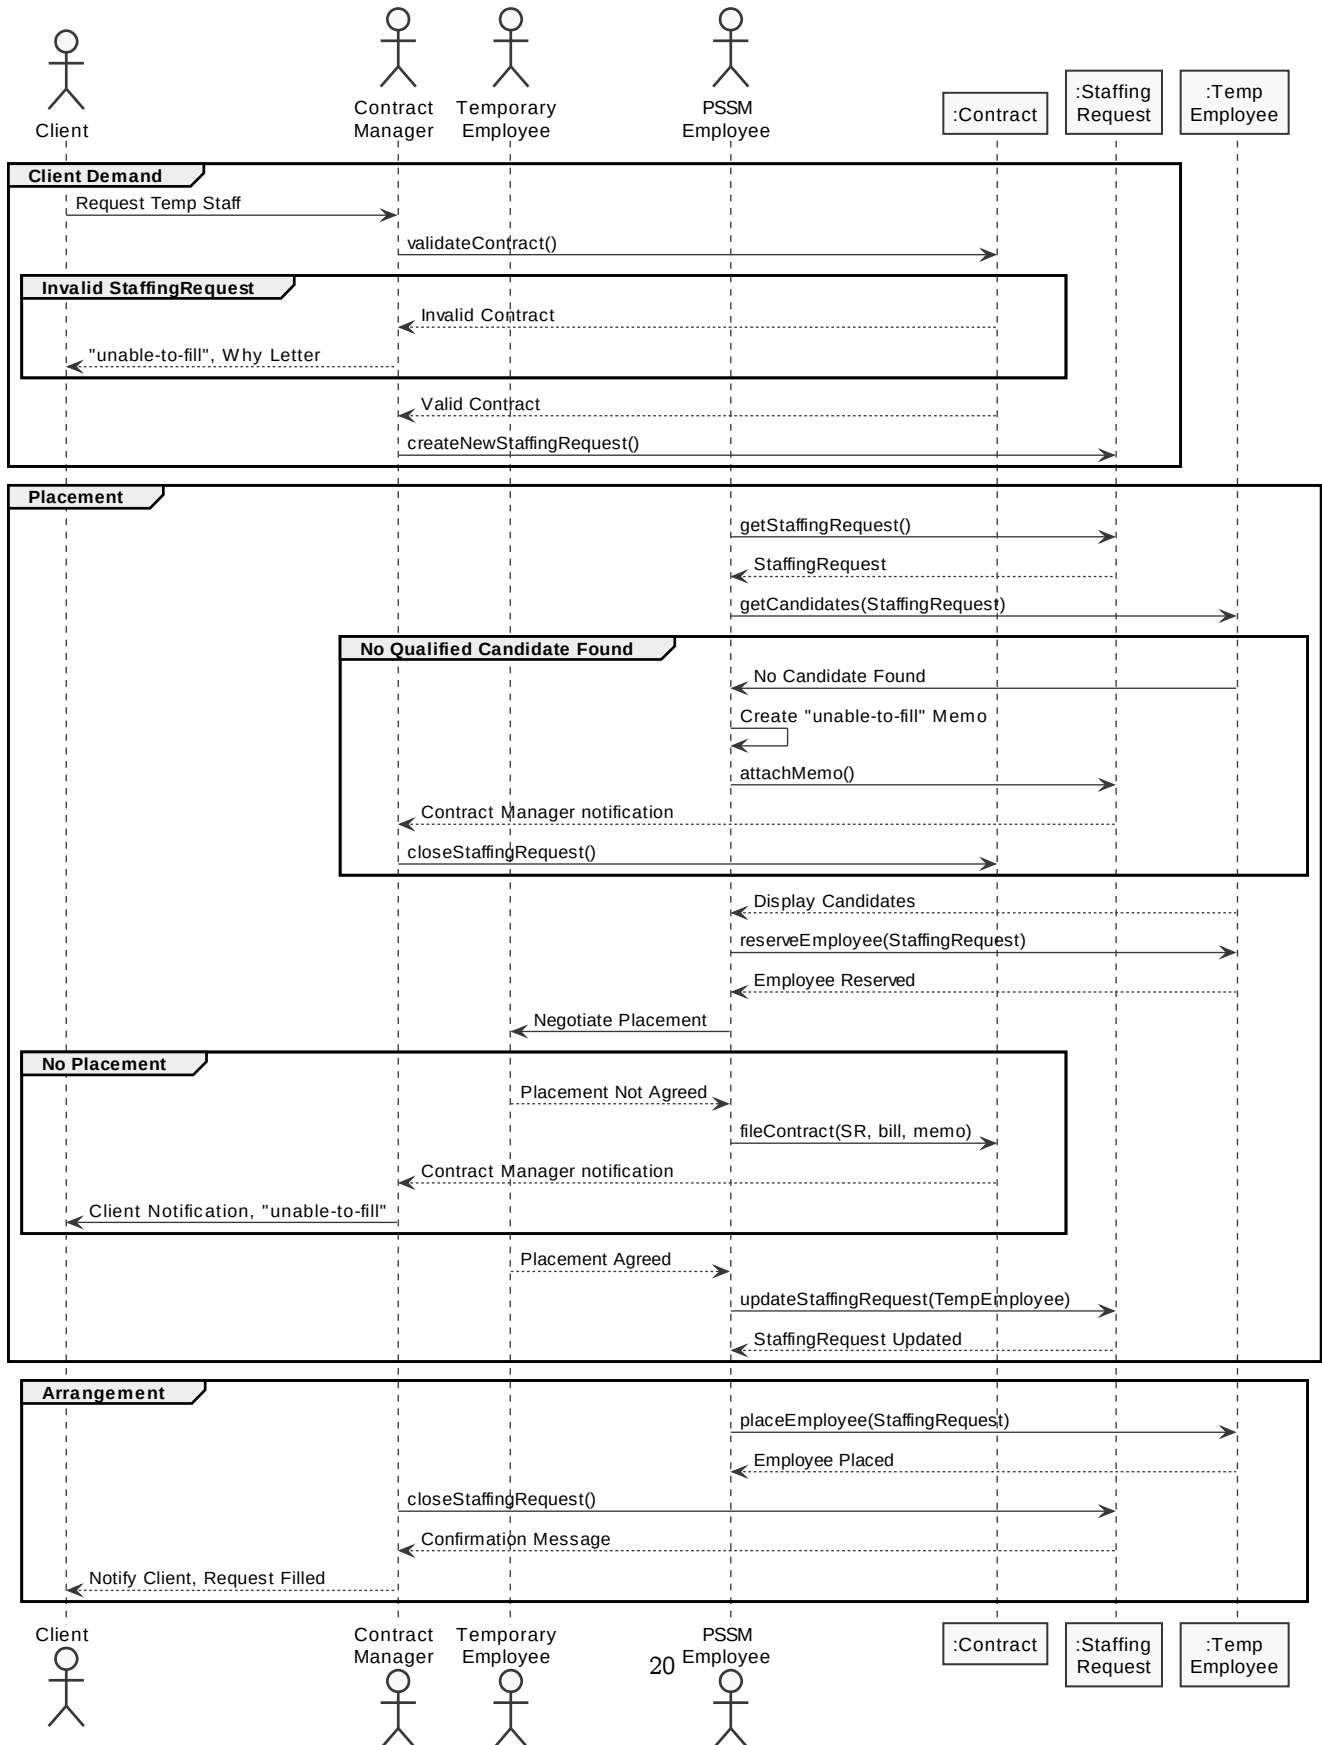 Client
Contract
Manager
Temporary
Employee
PSSM
Employee
:Contract
:Staffing
Request
:Temp
Employee
Client Demand
Request Temp Staff
validateContract()
Invalid StaffingRequest
Invalid Contract
"unable-to-fill", Why Letter
Valid Contract
createNewStaffingRequest()
Placement
getStaffingRequest()
StaffingRequest
getCandidates(StaffingRequest)
No Qualified Candidate Found
No Candidate Found
Create "unable-to-fill" Memo
attachMemo()
Contract Manager notification
closeStaffingRequest()
Display Candidates
reserveEmployee(StaffingRequest)
Employee Reserved
Negotiate Placement
No Placement
Placement Not Agreed
fileContract(SR, bill, memo)
Contract Manager notification
Client Notification, "unable-to-fill"
Placement Agreed
updateStaffingRequest(TempEmployee)
StaffingRequest Updated
Arrangement
placeEmployee(StaffingRequest)
Employee Placed
closeStaffingRequest()
Confirmation Message
Notify Client, Request Filled
Client
Contract
Manager
Temporary
Employee
20
PSSM
Employee
:Contract
:Staffing
Request
:Temp
Employee